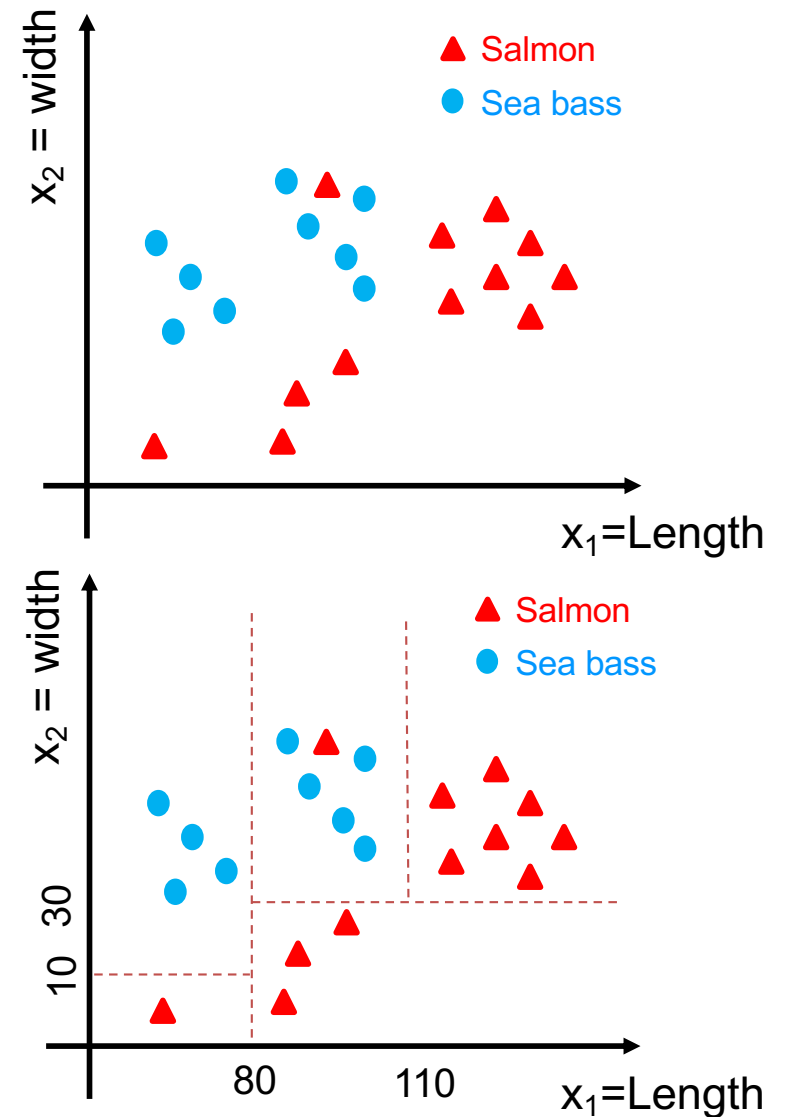 x₂ = width
Salmon
Sea bass
x₁=Length
x₂ = width
Salmon
Sea bass
30
10
80
110
x₁=Length